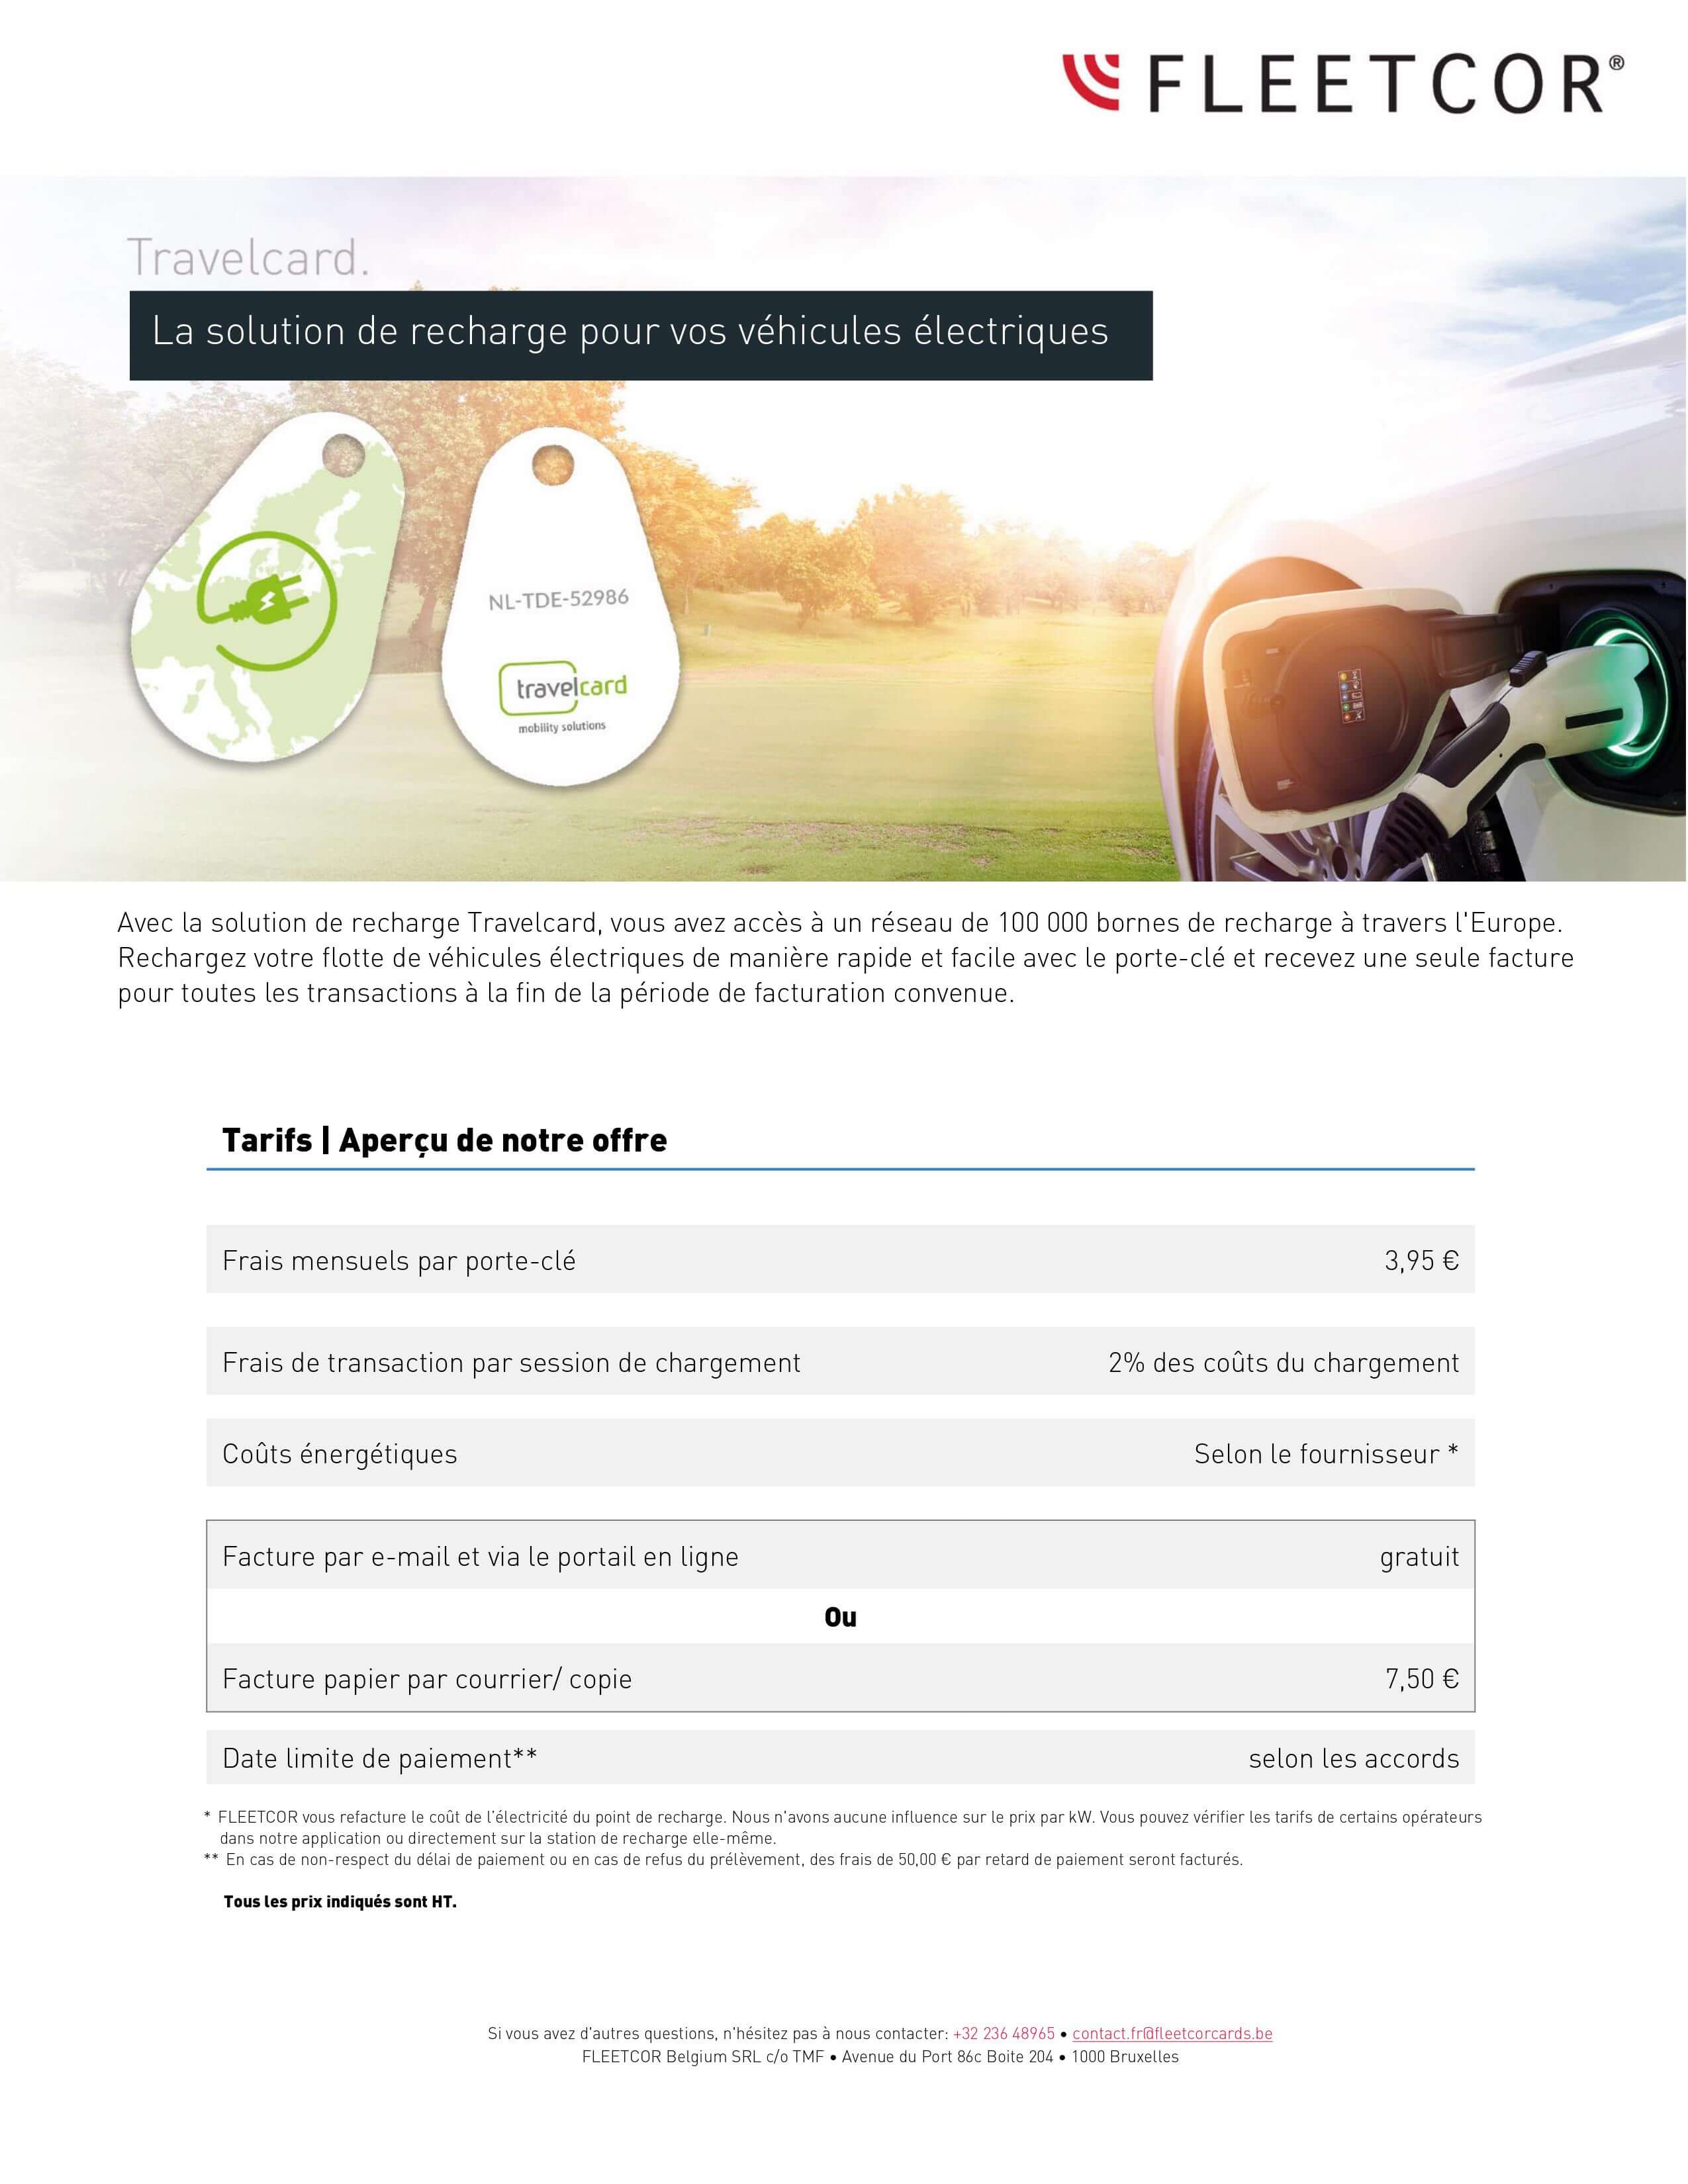 FLEETCOR®
Travelcard.
La solution de recharge pour vos véhicules électriques
NL-TDE-52986
travelcard
mobility solutions
Avec la solution de recharge Travelcard, vous avez accès à un réseau de 100 000 bornes de recharge à travers l'Europe.
Rechargez votre flotte de véhicules électriques de manière rapide et facile avec le porte-clé et recevez une seule facture
pour toutes les transactions à la fin de la période de facturation convenue.
Tarifs | Aperçu de notre offre
Frais mensuels par porte-clé 3,95 €
Frais de transaction par session de chargement 2% des coûts du chargement
Coûts énergétiques Selon le fournisseur *
Facture par e-mail et via le portail en ligne gratuit
Ou
Facture papier par courrier/ copie 7,50 €
Date limite de paiement** selon les accords
* FLEETCOR vous refacture le coût de l'électricité du point de recharge. Nous n'avons aucune influence sur le prix par kW. Vous pouvez vérifier les tarifs de certains opérateurs
dans notre application ou directement sur la station de recharge elle-même.
** En cas de non-respect du délai de paiement ou en cas de refus du prélèvement, des frais de 50,00 € par retard de paiement seront facturés.
Tous les prix indiqués sont HT.
Si vous avez d'autres questions, n'hésitez pas à nous contacter: +32 236 48965 • contact.fr@fleetcorcards.be
FLEETCOR Belgium SRL c/o TMF • Avenue du Port 86c Boite 204 • 1000 Bruxelles